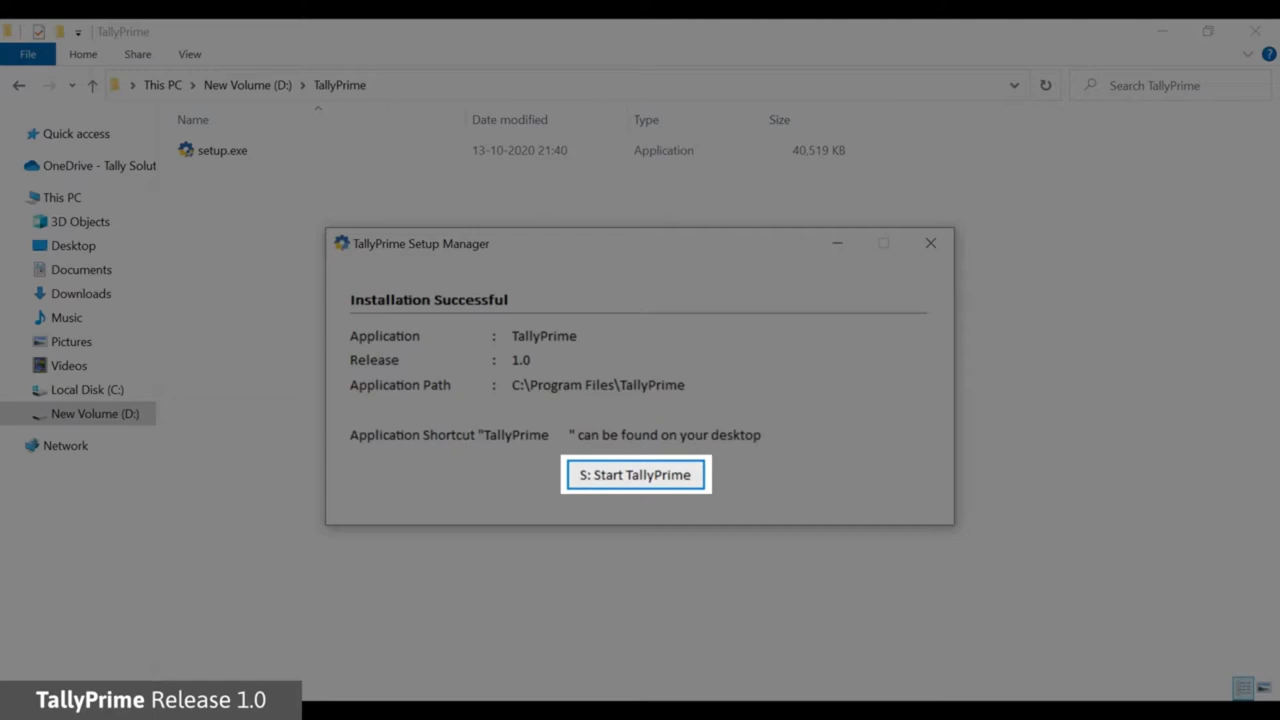 TallyPrime
File Home Share View
This PC New Volume (D:) TallyPrime Search TallyPrime
Name Date modified Type Size
setup.exe 13-10-2020 21:40 Application 40,519 KB
Quick access
OneDrive - Tally Solut
This PC
3D Objects
Desktop
Documents
Downloads
Music
Pictures
Videos
Local Disk (C:)
New Volume (D:)
Network
TallyPrime Setup Manager
Installation Successful
Application : TallyPrime
Release : 1.0
Application Path : C:\Program Files\TallyPrime
Application Shortcut "TallyPrime " can be found on your desktop
S: Start TallyPrime
TallyPrime Release 1.0